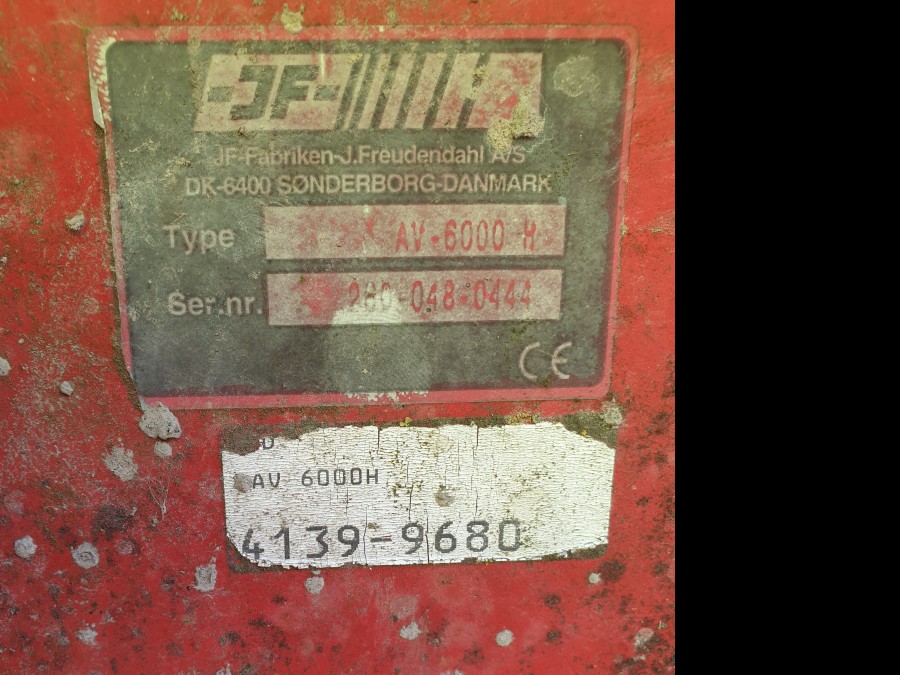 -JF-
JF-Fabriken-J.Freudendahl A/S
DK-6400 SØNDERBORG-DANMARK
Type AV-6000 H
Ser.nr. 260-048-0444
CE
AV 6000H
4139-9680